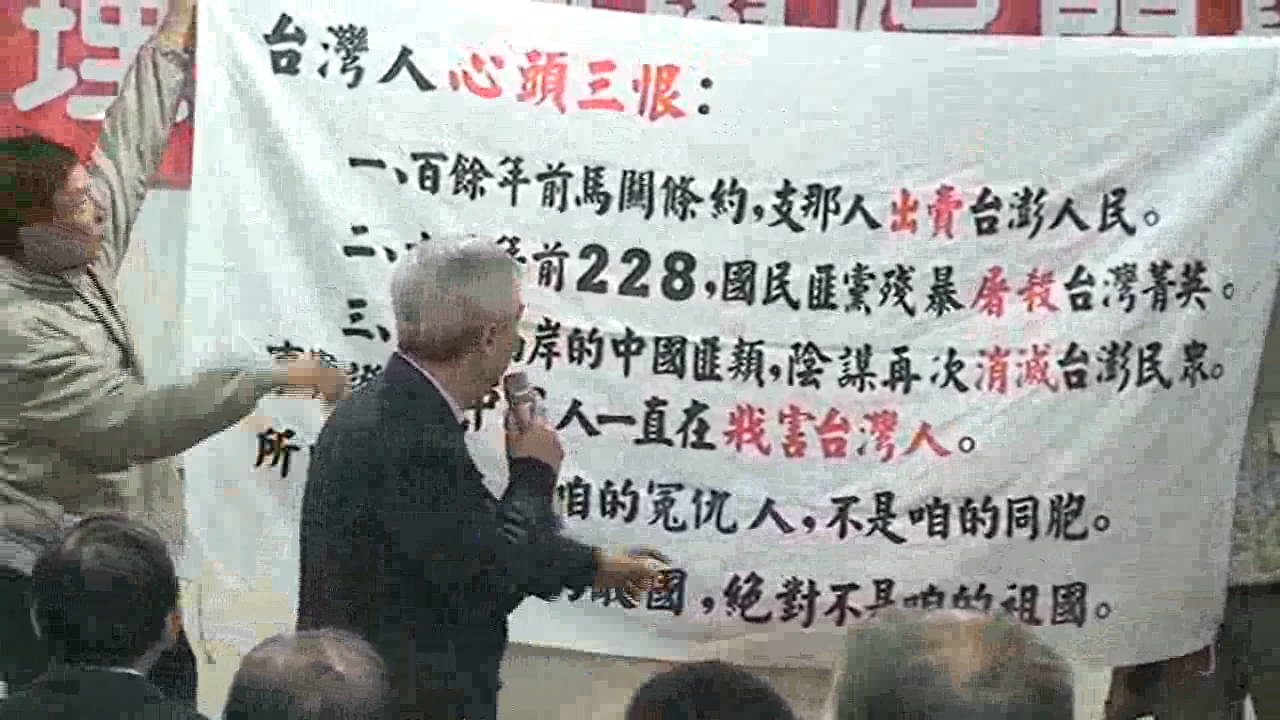 理
台灣人心頭三恨：
一、百餘年前馬關條約，支那人出賣台澎人民。
二、年前228，國民匪黨残暴屠殺台灣菁英。
三、岸的中國匪類，陰謀再次消滅台澎民眾。
人一直在戕害台灣人。
所
咱的冤仇人，不是咱的同胞。
國，絕對不是咱的祖國。